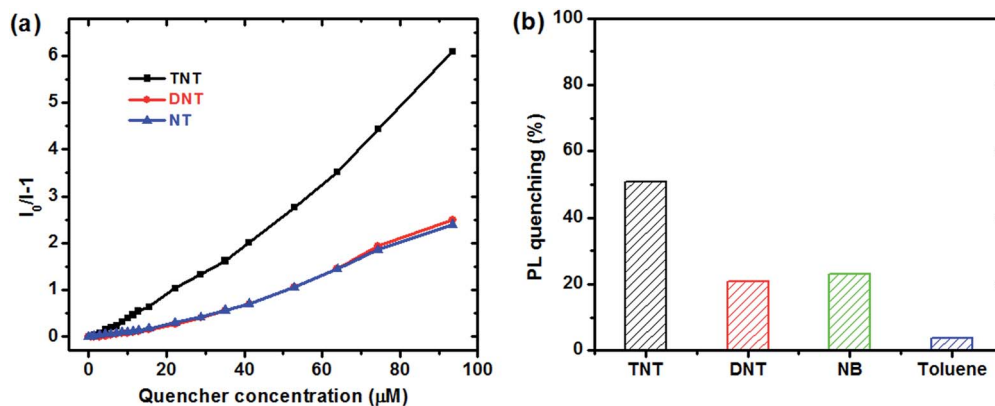 (a)
I0/I-1
6
5
4
3
2
1
0
TNT
DNT
NT
0 20 40 60 80 100
Quencher concentration (μM)
(b)
PL quenching (%)
100
80
60
40
20
0
TNT DNT NB Toluene